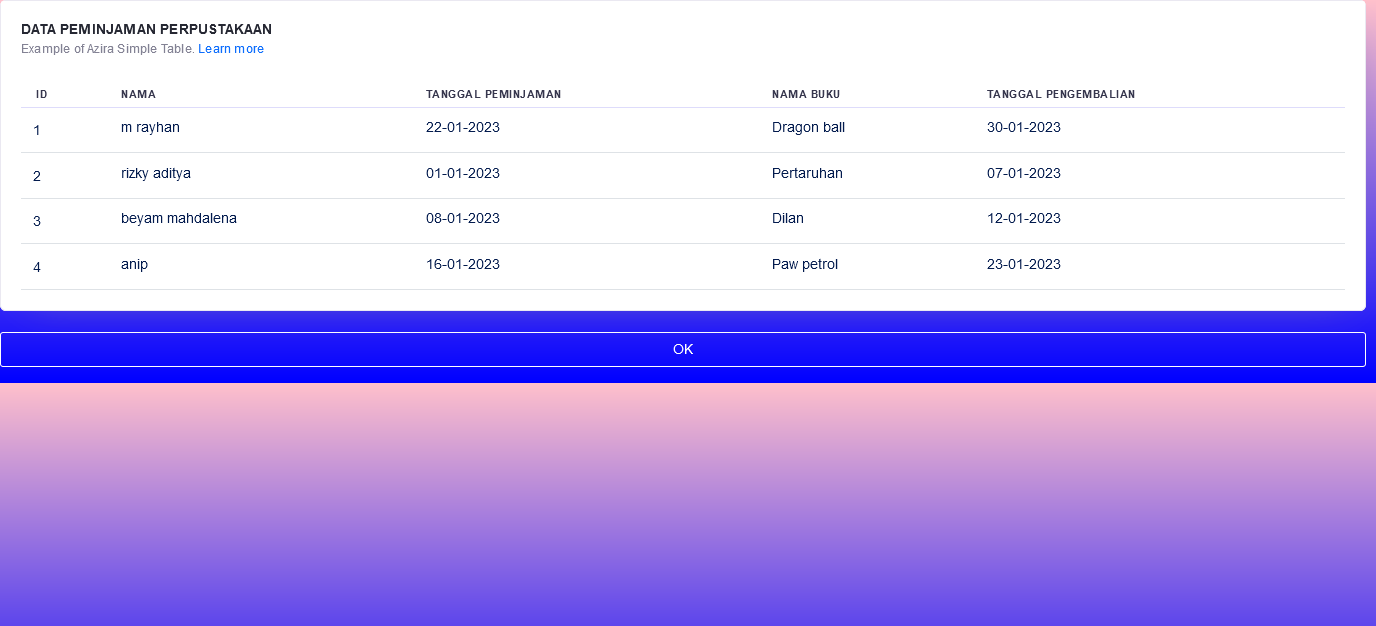 DATA PEMINJAMAN PERPUSTAKAAN
Example of Azira Simple Table. Learn more
ID NAMA TANGGAL PEMINJAMAN NAMA BUKU TANGGAL PENGEMBALIAN
1 m rayhan 22-01-2023 Dragon ball 30-01-2023
2 rizky aditya 01-01-2023 Pertaruhan 07-01-2023
3 beyam mahdalena 08-01-2023 Dilan 12-01-2023
4 anip 16-01-2023 Paw petrol 23-01-2023
OK